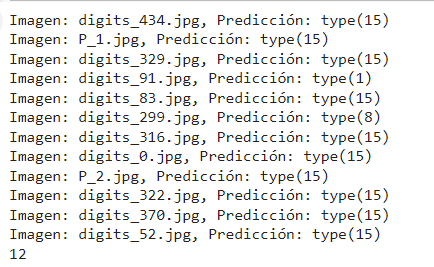 Imagen: digits_434.jpg, Predicción: type(15)
Imagen: P_1.jpg, Predicción: type(15)
Imagen: digits_329.jpg, Predicción: type(15)
Imagen: digits_91.jpg, Predicción: type(1)
Imagen: digits_83.jpg, Predicción: type(15)
Imagen: digits_299.jpg, Predicción: type(8)
Imagen: digits_316.jpg, Predicción: type(15)
Imagen: digits_0.jpg, Predicción: type(15)
Imagen: P_2.jpg, Predicción: type(15)
Imagen: digits_322.jpg, Predicción: type(15)
Imagen: digits_370.jpg, Predicción: type(15)
Imagen: digits_52.jpg, Predicción: type(15)
12